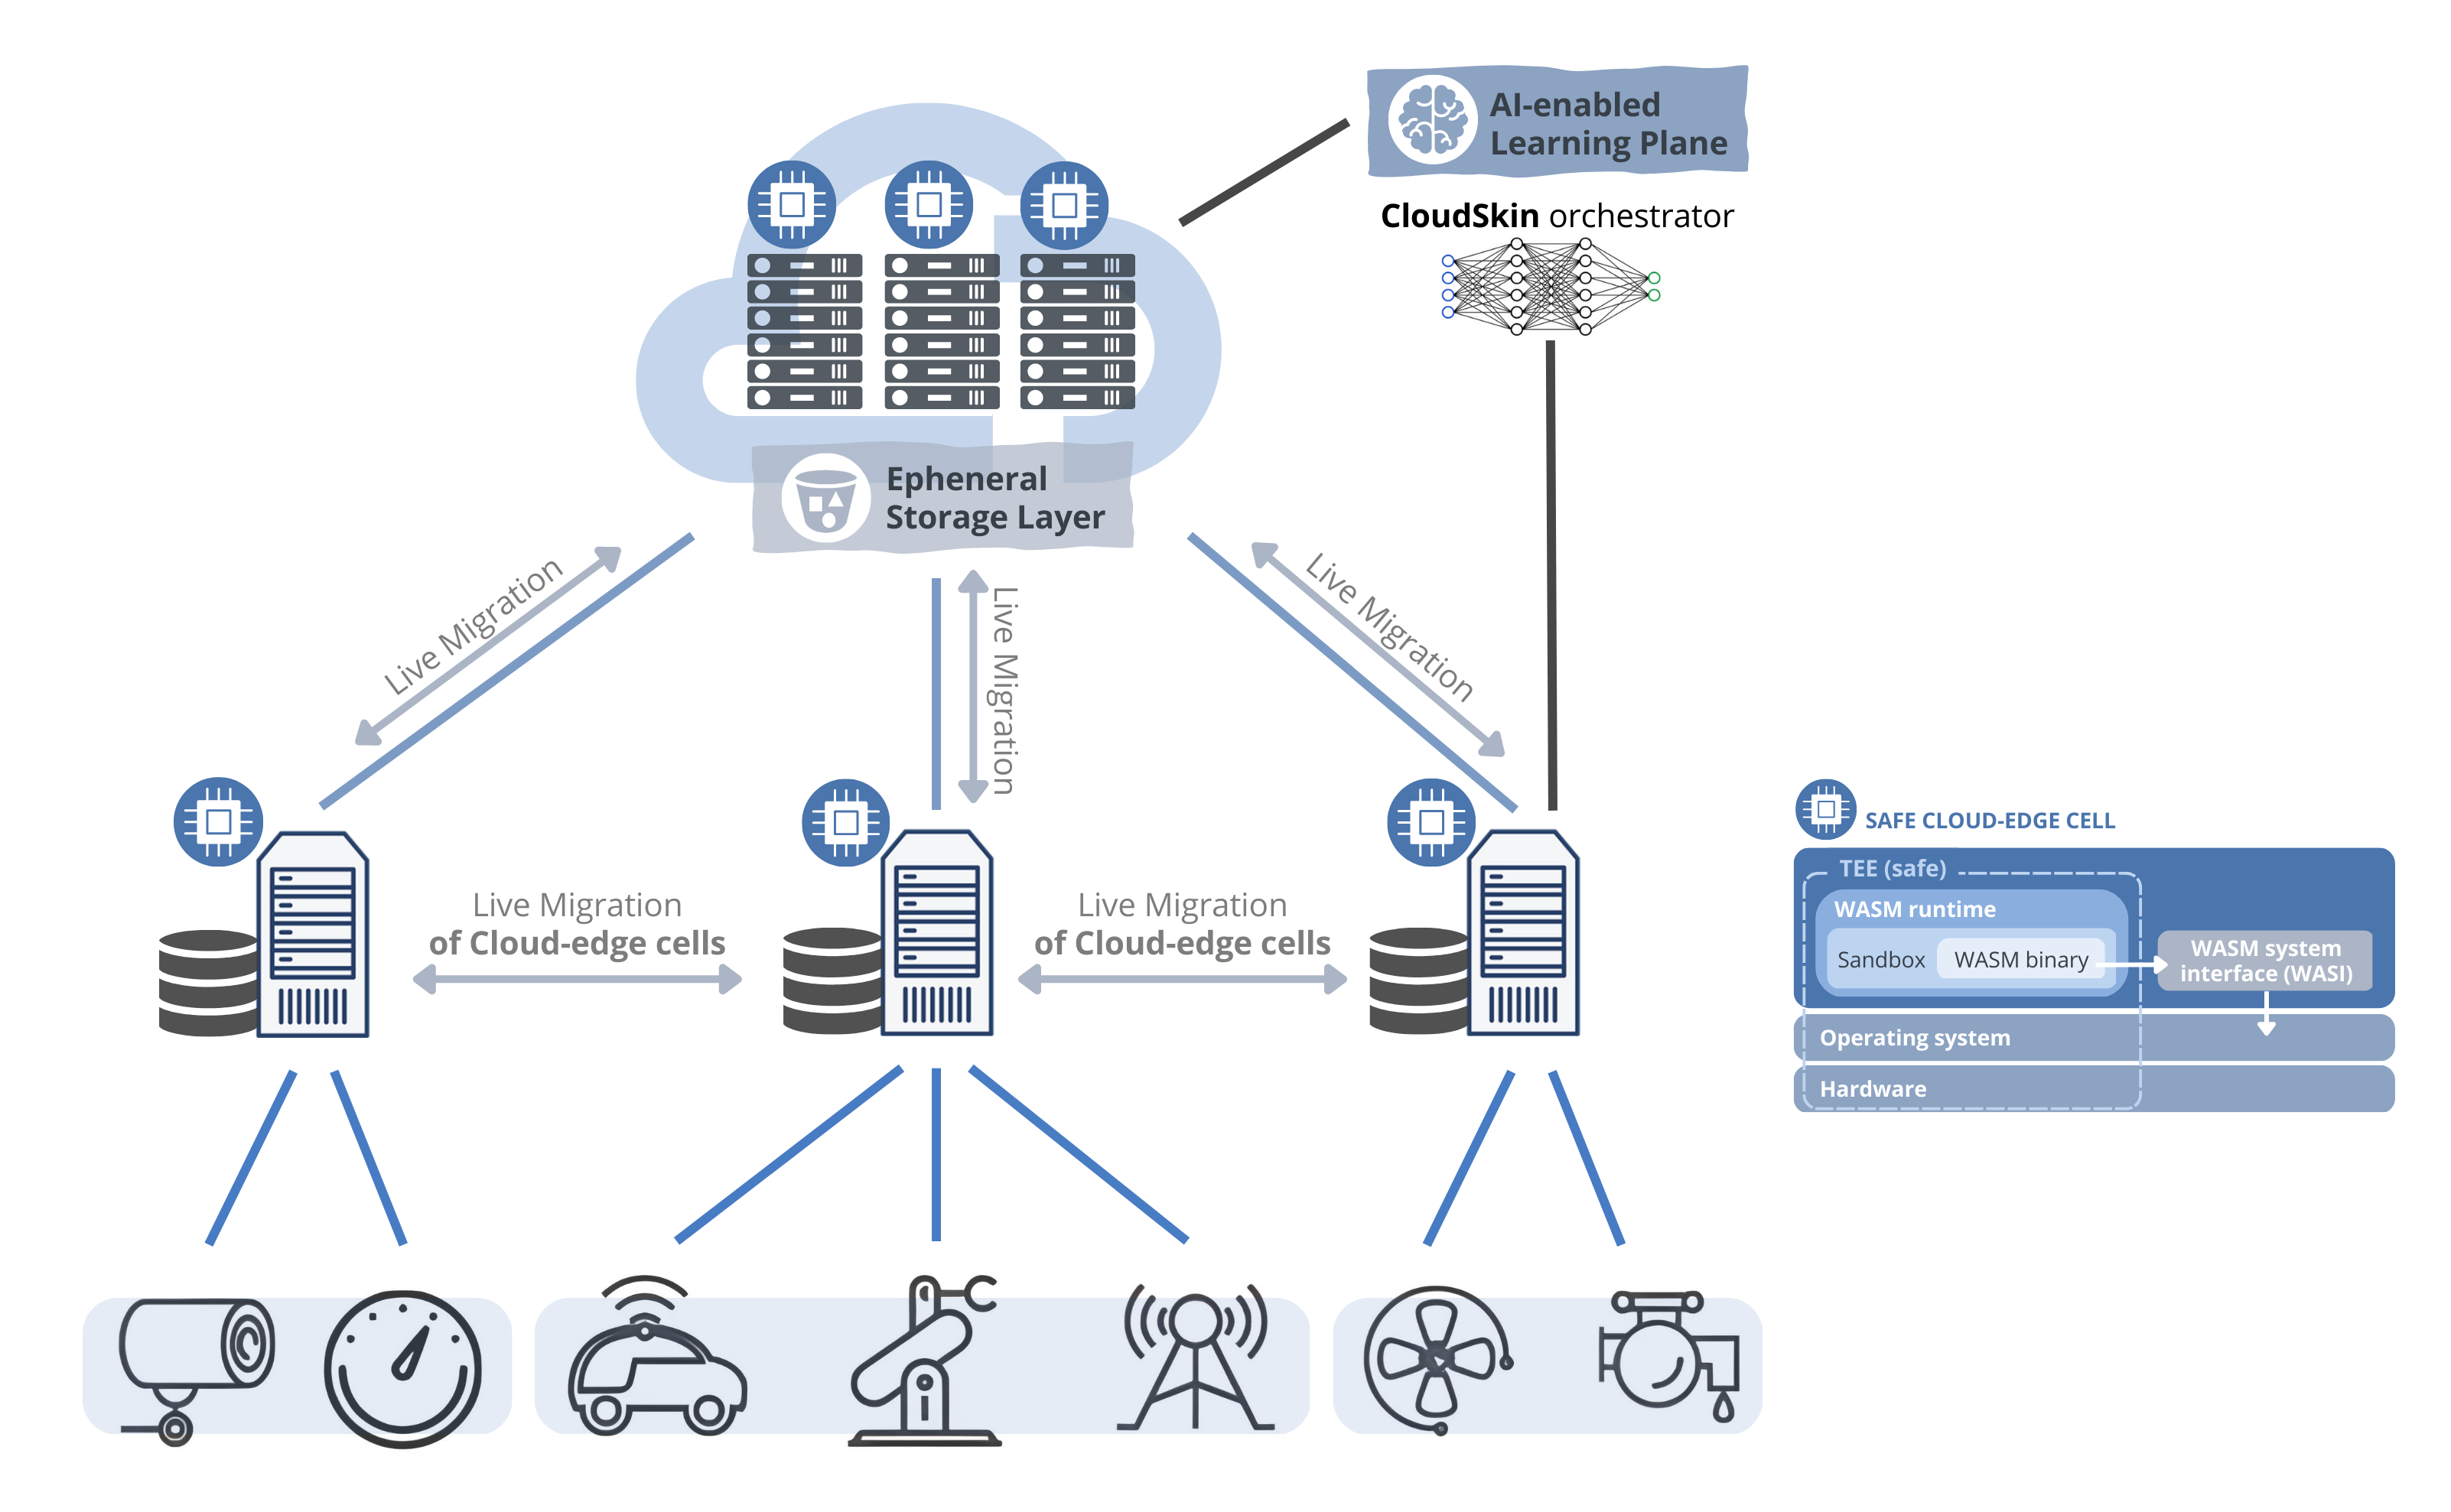 AI-enabled
Learning Plane
CloudSkin orchestrator
Epheneral
Storage Layer
Live Migration
Live Migration
Live Migration
Live Migration
of Cloud-edge cells
Live Migration
of Cloud-edge cells
SAFE CLOUD-EDGE CELL
TEE (safe)
WASM runtime
Sandbox
WASM binary
WASM system
interface (WASI)
Operating system
Hardware